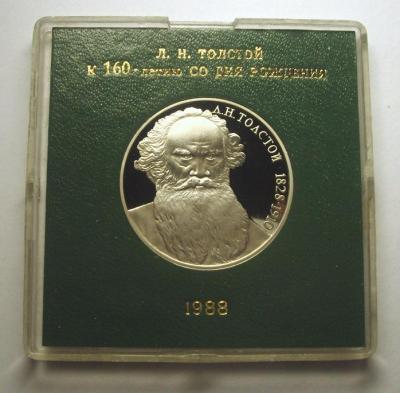 Л. Н. ТОЛСТОЙ
К 160-летию СО ДНЯ РОЖДЕНИЯ
Л.Н.ТОЛСТОЙ 1828-1910
1988